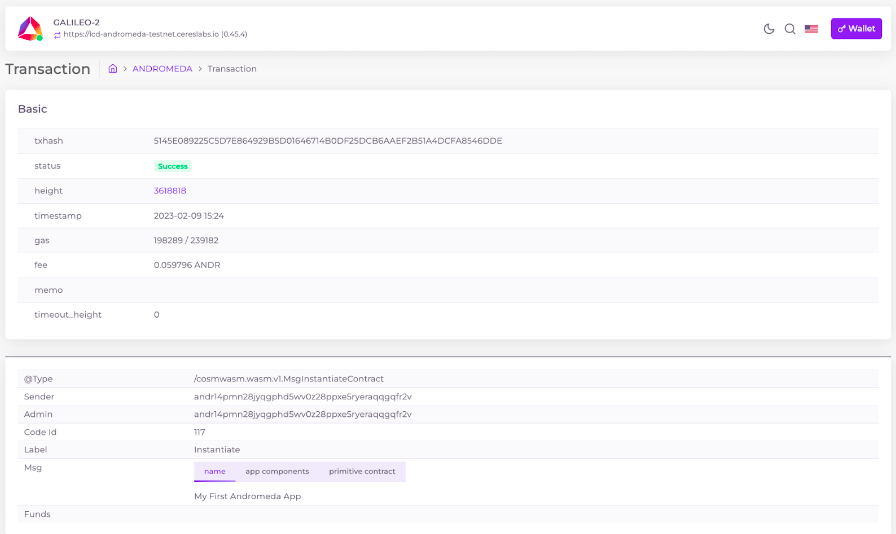 GALILEO-2
https://lcd-andromeda-testnet.cereslabs.io (0.45.4)
Wallet
Transaction
ANDROMEDA > Transaction
Basic
txhash 5145E089225C5D7E864929B5D01646714B0DF25DCB6AAEF2B51A4DCFA8546DDE
status Success
height 3618818
timestamp 2023-02-09 15:24
gas 198289 / 239182
fee 0.059796 ANDR
memo
timeout_height 0
@Type /cosmwasm.wasm.v1.MsgInstantiateContract
Sender andr14pmn28jyqgphd5wv0z28ppxe5ryeraqqgqfr2v
Admin andr14pmn28jyqgphd5wv0z28ppxe5ryeraqqgqfr2v
Code Id 117
Label Instantiate
Msg name app components primitive contract
My First Andromeda App
Funds